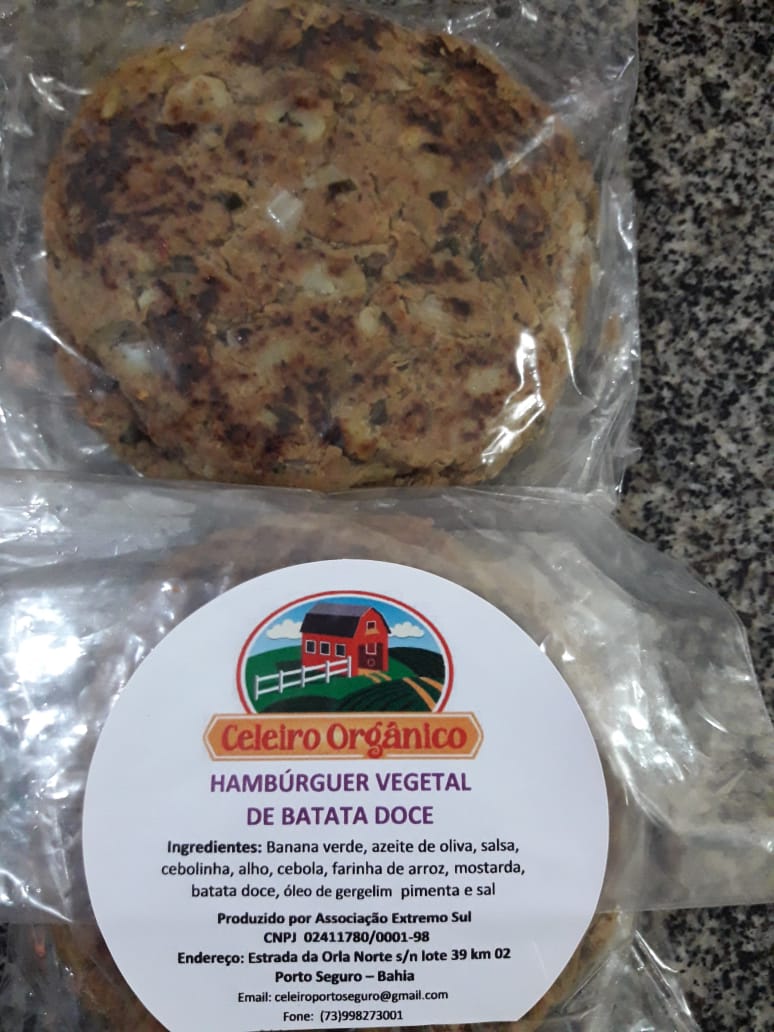 Celeiro Orgânico
HAMBÚRGUER VEGETAL
DE BATATA DOCE
Ingredientes: Banana verde, azeite de oliva, salsa,
cebolinha, alho, cebola, farinha de arroz, mostarda,
batata doce, óleo de gergelim pimenta e sal
Produzido por Associação Extremo Sul
CNPJ 02411780/0001-98
Endereço: Estrada da Orla Norte s/n lote 39 km 02
Porto Seguro – Bahia
Email: celeiroportoseguro@gmail.com
Fone: (73)998273001